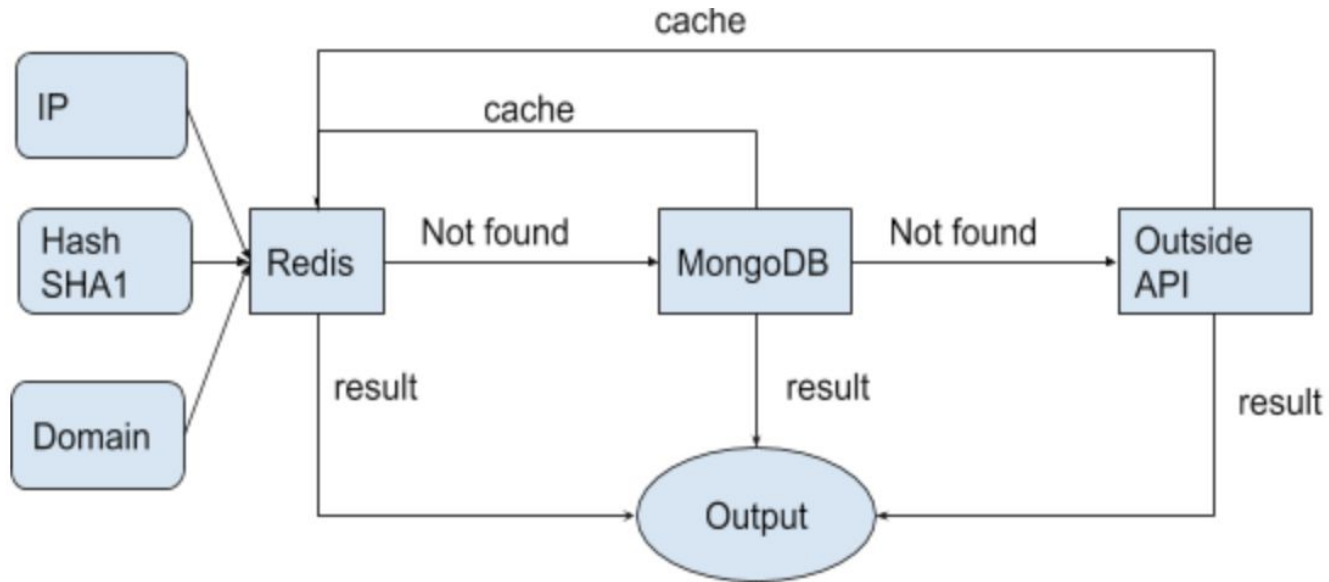 cache
IP
cache
Hash
SHA1
Redis
Not found
MongoDB
Not found
Outside
API
Domain
result
result
result
Output